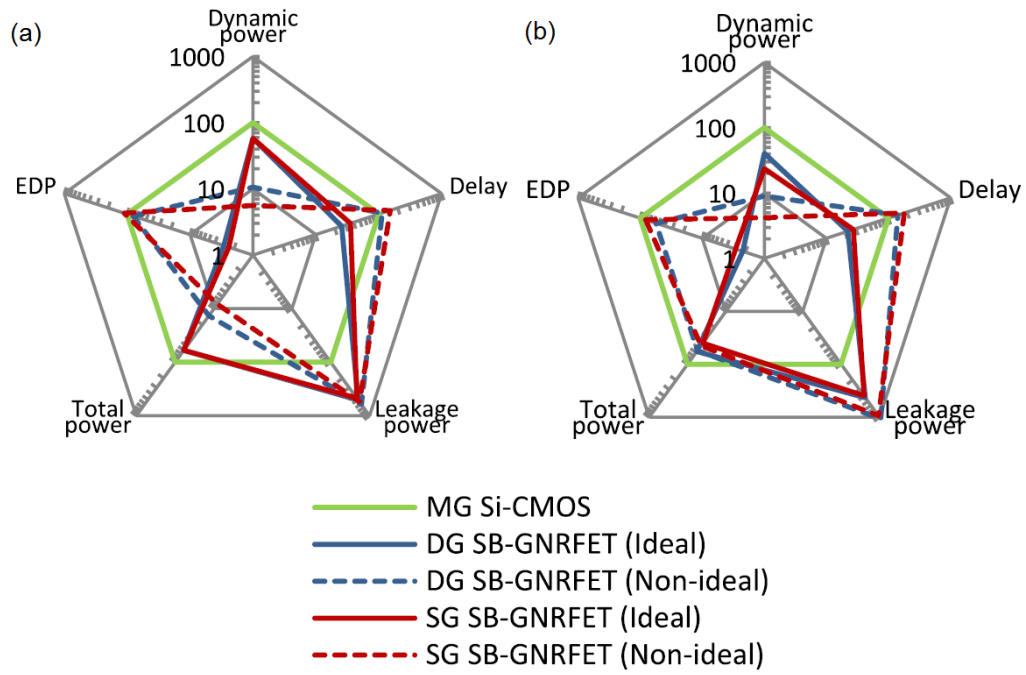 (a)
Dynamic
power
1000
100
10
1
EDP
Delay
Total
power
Leakage
power
(b)
Dynamic
power
1000
100
10
1
EDP
Delay
Total
power
Leakage
power
MG Si-CMOS
DG SB-GNRFET (Ideal)
DG SB-GNRFET (Non-ideal)
SG SB-GNRFET (Ideal)
SG SB-GNRFET (Non-ideal)